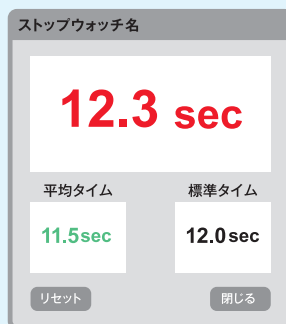 ストップウォッチ名
12.3 sec
平均タイム 標準タイム
11.5sec 12.0sec
リセット 閉じる